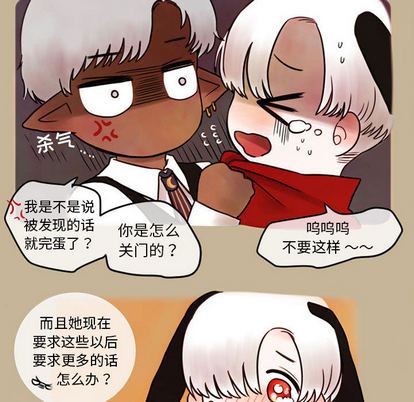 杀气...
我是不是说
被发现的话
就完蛋了？
你是怎么
关门的？
呜呜呜
不要这样～～
而且她现在
要求这些以后
要求更多的话
怎么办？